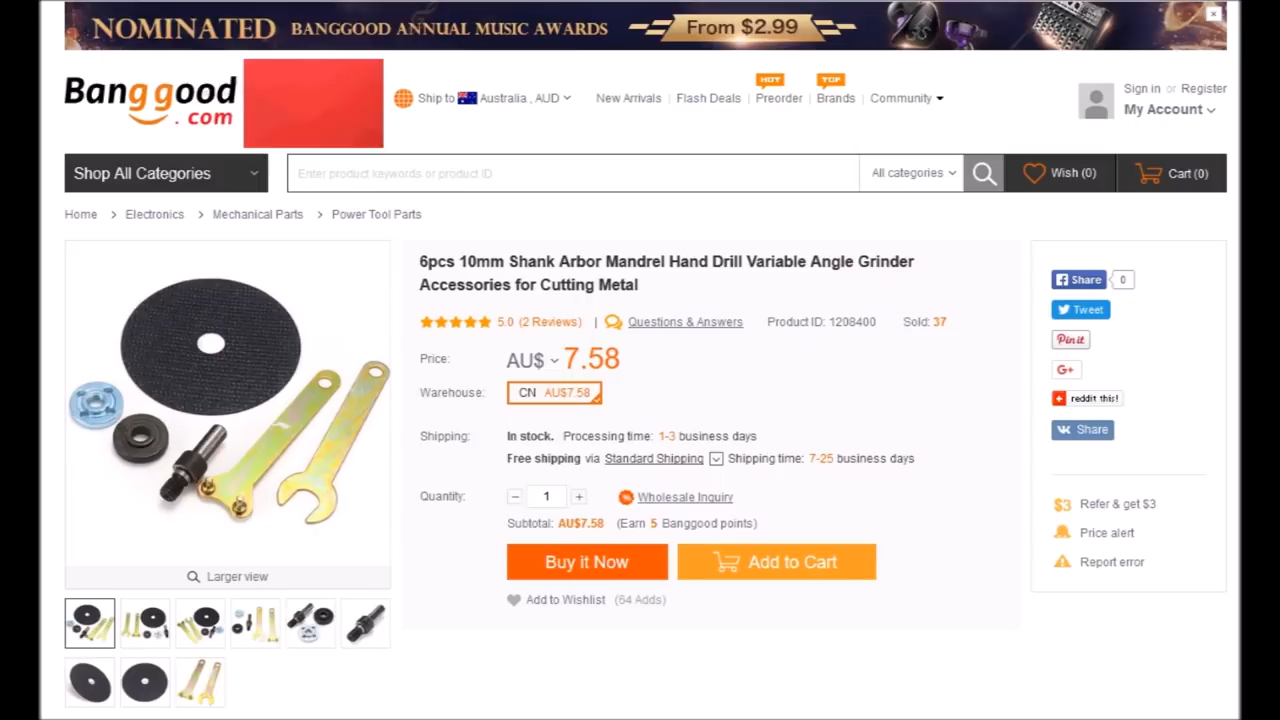 NOMINATED BANGGOOD ANNUAL MUSIC AWARDS From $2.99
Banggood
.com
Ship to Australia , AUD
New Arrivals
Flash Deals
HOT
Preorder
TOP
Brands
Community
Sign in or Register
My Account
Shop All Categories
Enter product keywords or product ID
All categories
Wish (0)
Cart (0)
Home > Electronics > Mechanical Parts > Power Tool Parts
6pcs 10mm Shank Arbor Mandrel Hand Drill Variable Angle Grinder
Accessories for Cutting Metal
5.0 (2 Reviews) | Questions & Answers Product ID: 1208400 Sold: 37
Price: AU$ 7.58
Warehouse: CN AU$7.58
Shipping: In stock. Processing time: 1-3 business days
Free shipping via Standard Shipping Shipping time: 7-25 business days
Quantity: − 1 + Wholesale Inquiry
Subtotal: AU$7.58 (Earn 5 Banggood points)
Buy it Now
Add to Cart
Add to Wishlist (64 Adds)
Larger view
Share 0
Tweet
Pin it
G+
reddit this!
Share
$3 Refer & get $3
Price alert
Report error